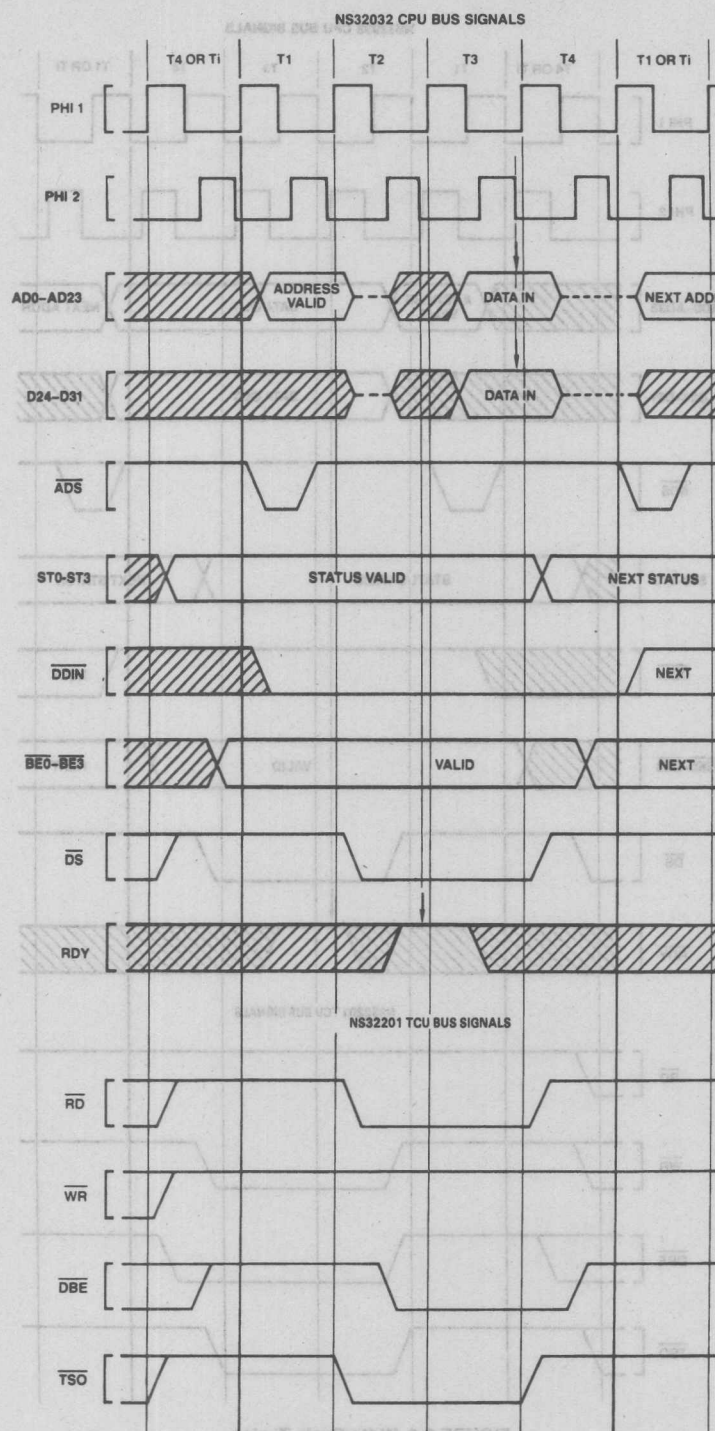 NS32032 CPU BUS SIGNALS
T4 OR Ti T1 T2 T3 T4 T1 OR Ti
PHI 1
PHI 2
AD0–AD23 ADDRESS VALID DATA IN NEXT ADD
D24–D31 DATA IN
ADS
ST0-ST3 STATUS VALID NEXT STATUS
DDIN NEXT
BE0–BE3 VALID NEXT
DS
RDY
NS32201 TCU BUS SIGNALS
RD
WR
DBE
TSO